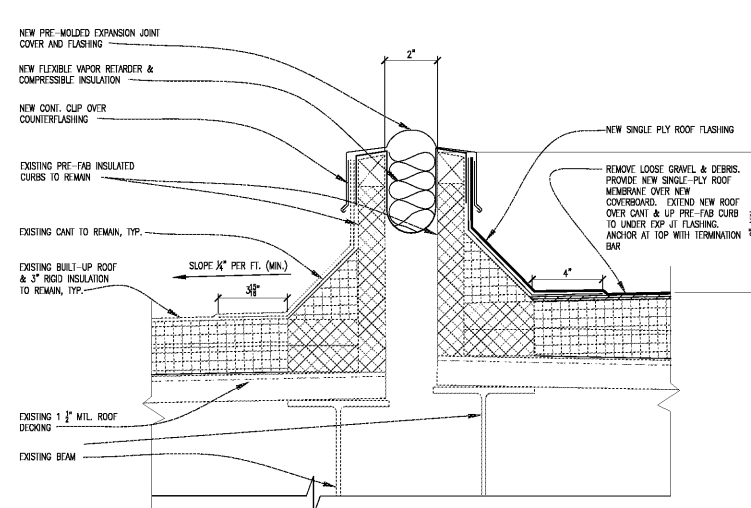 NEW PRE-MOLDED EXPANSION JOINT
COVER AND FLASHING
NEW FLEXIBLE VAPOR RETARDER &
COMPRESSIBLE INSULATION
NEW CONT. CLIP OVER
COUNTERFLASHING
EXISTING PRE-FAB INSULATED
CURBS TO REMAIN
EXISTING CANT TO REMAIN, TYP.
EXISTING BUILT-UP ROOF
& 3" RIGID INSULATION
TO REMAIN, TYP.
SLOPE ¼" PER FT. (MIN.)
3 15/16"
2"
NEW SINGLE PLY ROOF FLASHING
REMOVE LOOSE GRAVEL & DEBRIS.
PROVIDE NEW SINGLE-PLY ROOF
MEMBRANE OVER NEW
COVERBOARD. EXTEND NEW ROOF
OVER CANT & UP PRE-FAB CURB
TO UNDER EXP JT FLASHING.
ANCHOR AT TOP WITH TERMINATION
BAR
4"
EXISTING 1 ½" MTL. ROOF
DECKING
EXISTING BEAM